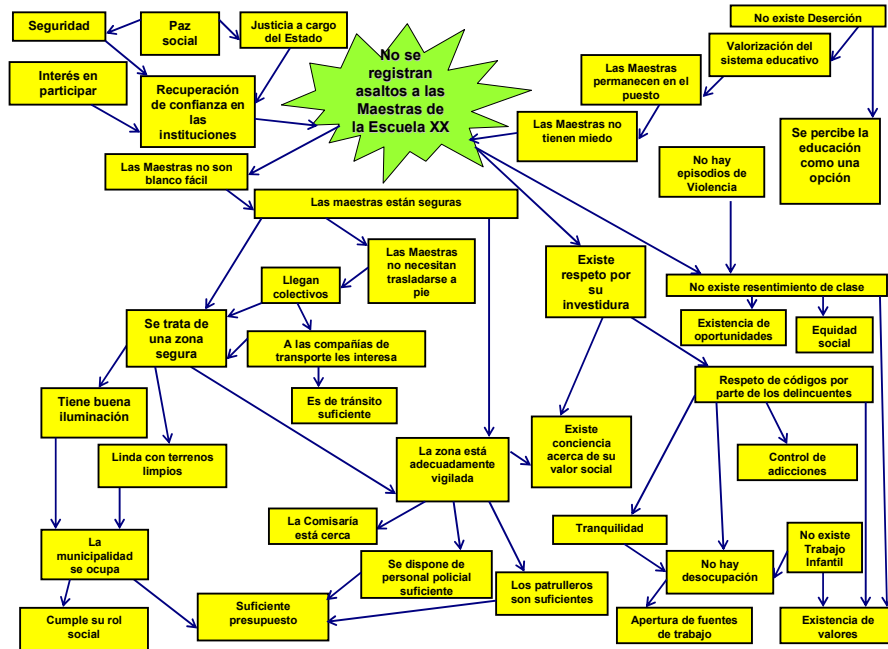 Seguridad
Paz
social
Justicia a cargo
del Estado
No existe Deserción
Valorización del
sistema educativo
No se
registran
asaltos a las
Maestras de
la Escuela XX
Interés en
participar
Recuperación
de confianza en
las
instituciones
Las Maestras
permanecen en el
puesto
Las Maestras no
tienen miedo
Se percibe la
educación
como una
opción
Las Maestras no son
blanco fácil
No hay
episodios de
Violencia
Las maestras están seguras
Las Maestras
no necesitan
trasladarse a
pie
Existe
respeto por
su
investidura
Llegan
colectivos
No existe resentimiento de clase
Se trata de
una zona
segura
Existencia de
oportunidades
Equidad
social
A las compañías de
transporte les interesa
Respeto de códigos por
parte de los delincuentes
Tiene buena
iluminación
Es de tránsito
suficiente
Linda con terrenos
limpios
La zona está
adecuadamente
vigilada
Existe
conciencia
acerca de su
valor social
Control de
adicciones
La Comisaría
está cerca
Tranquilidad
No existe
Trabajo
Infantil
La
municipalidad
se ocupa
Se dispone de
personal policial
suficiente
No hay
desocupación
Los patrulleros
son suficientes
Suficiente
presupuesto
Cumple su rol
social
Apertura de fuentes
de trabajo
Existencia de
valores